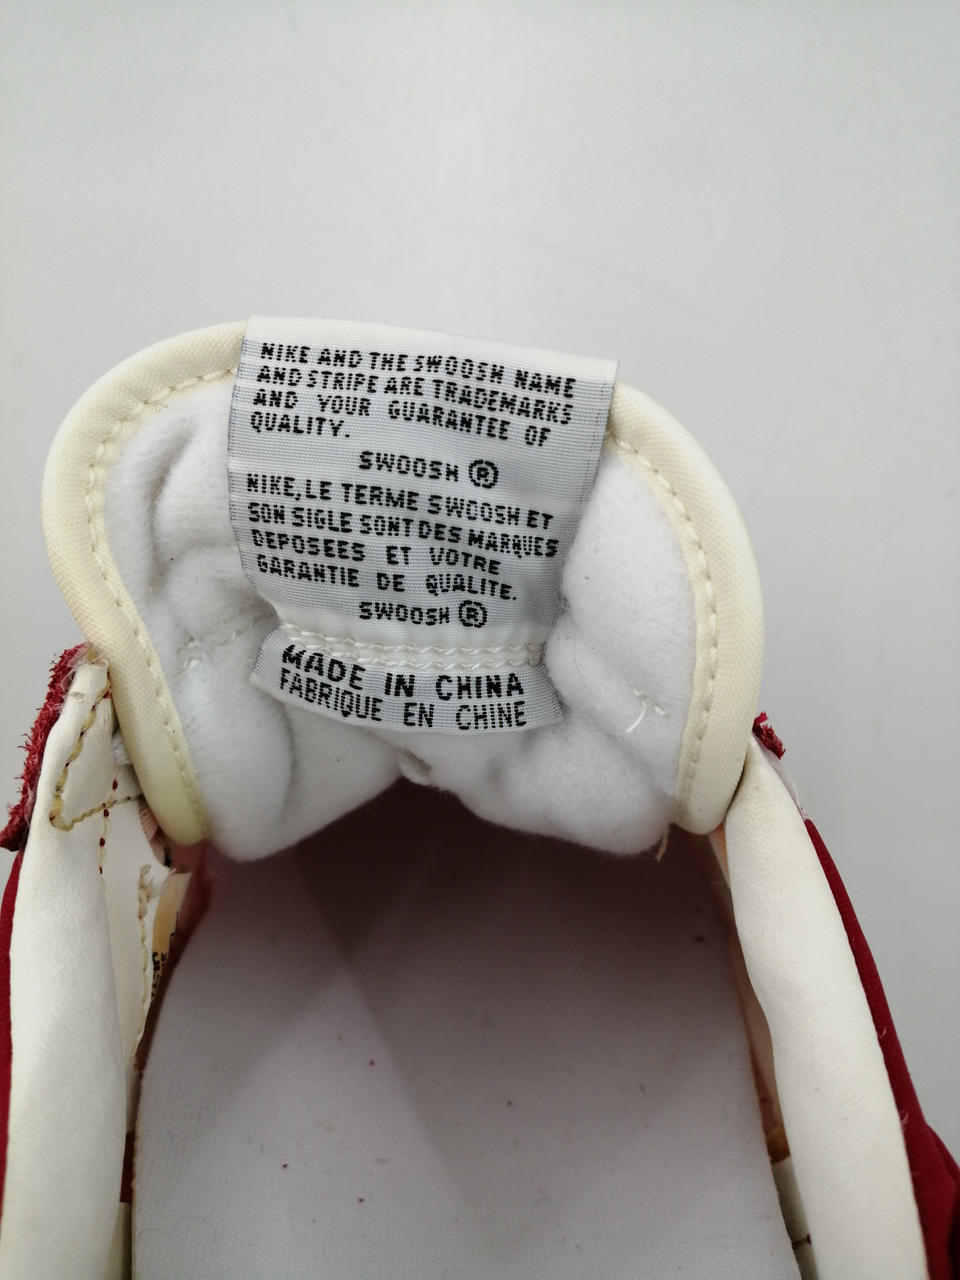 NIKE AND THE SWOOSH NAME
AND STRIPE ARE TRADEMARKS
AND YOUR GUARANTEE OF
QUALITY.
SWOOSH ®
NIKE, LE TERME SWOOSH ET
SON SIGLE SONT DES MARQUES
DEPOSEES ET VOTRE
GARANTIE DE QUALITE.
SWOOSH ®
MADE IN CHINA
FABRIQUE EN CHINE